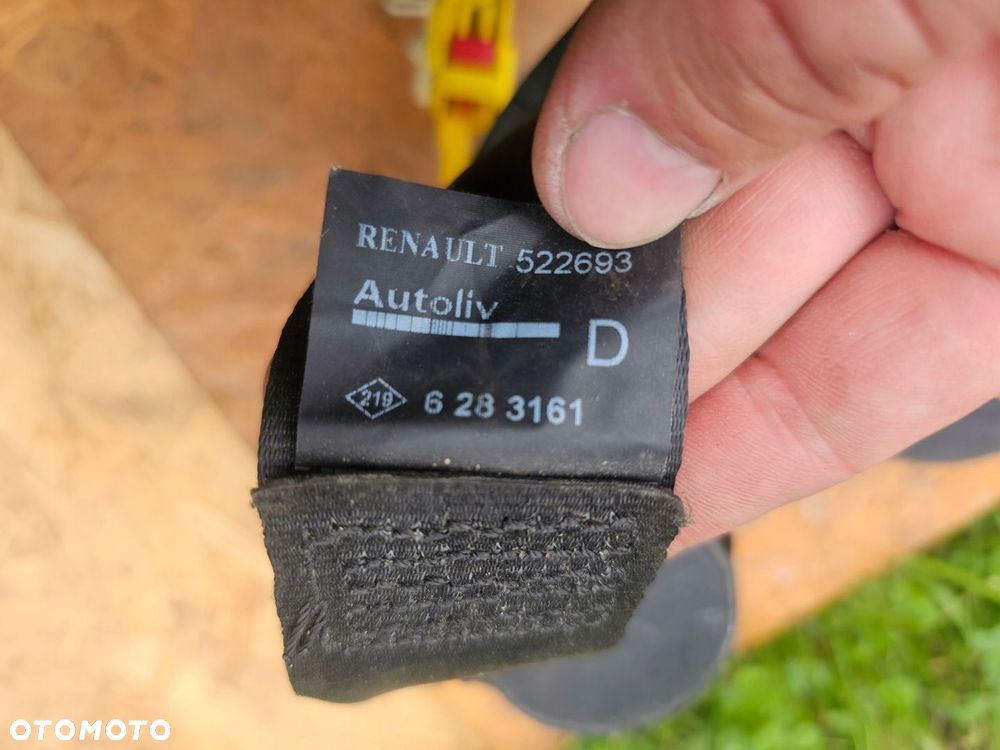 RENAULT 522693
Autoliv
D
219 6 28 3161
OTOMOTO